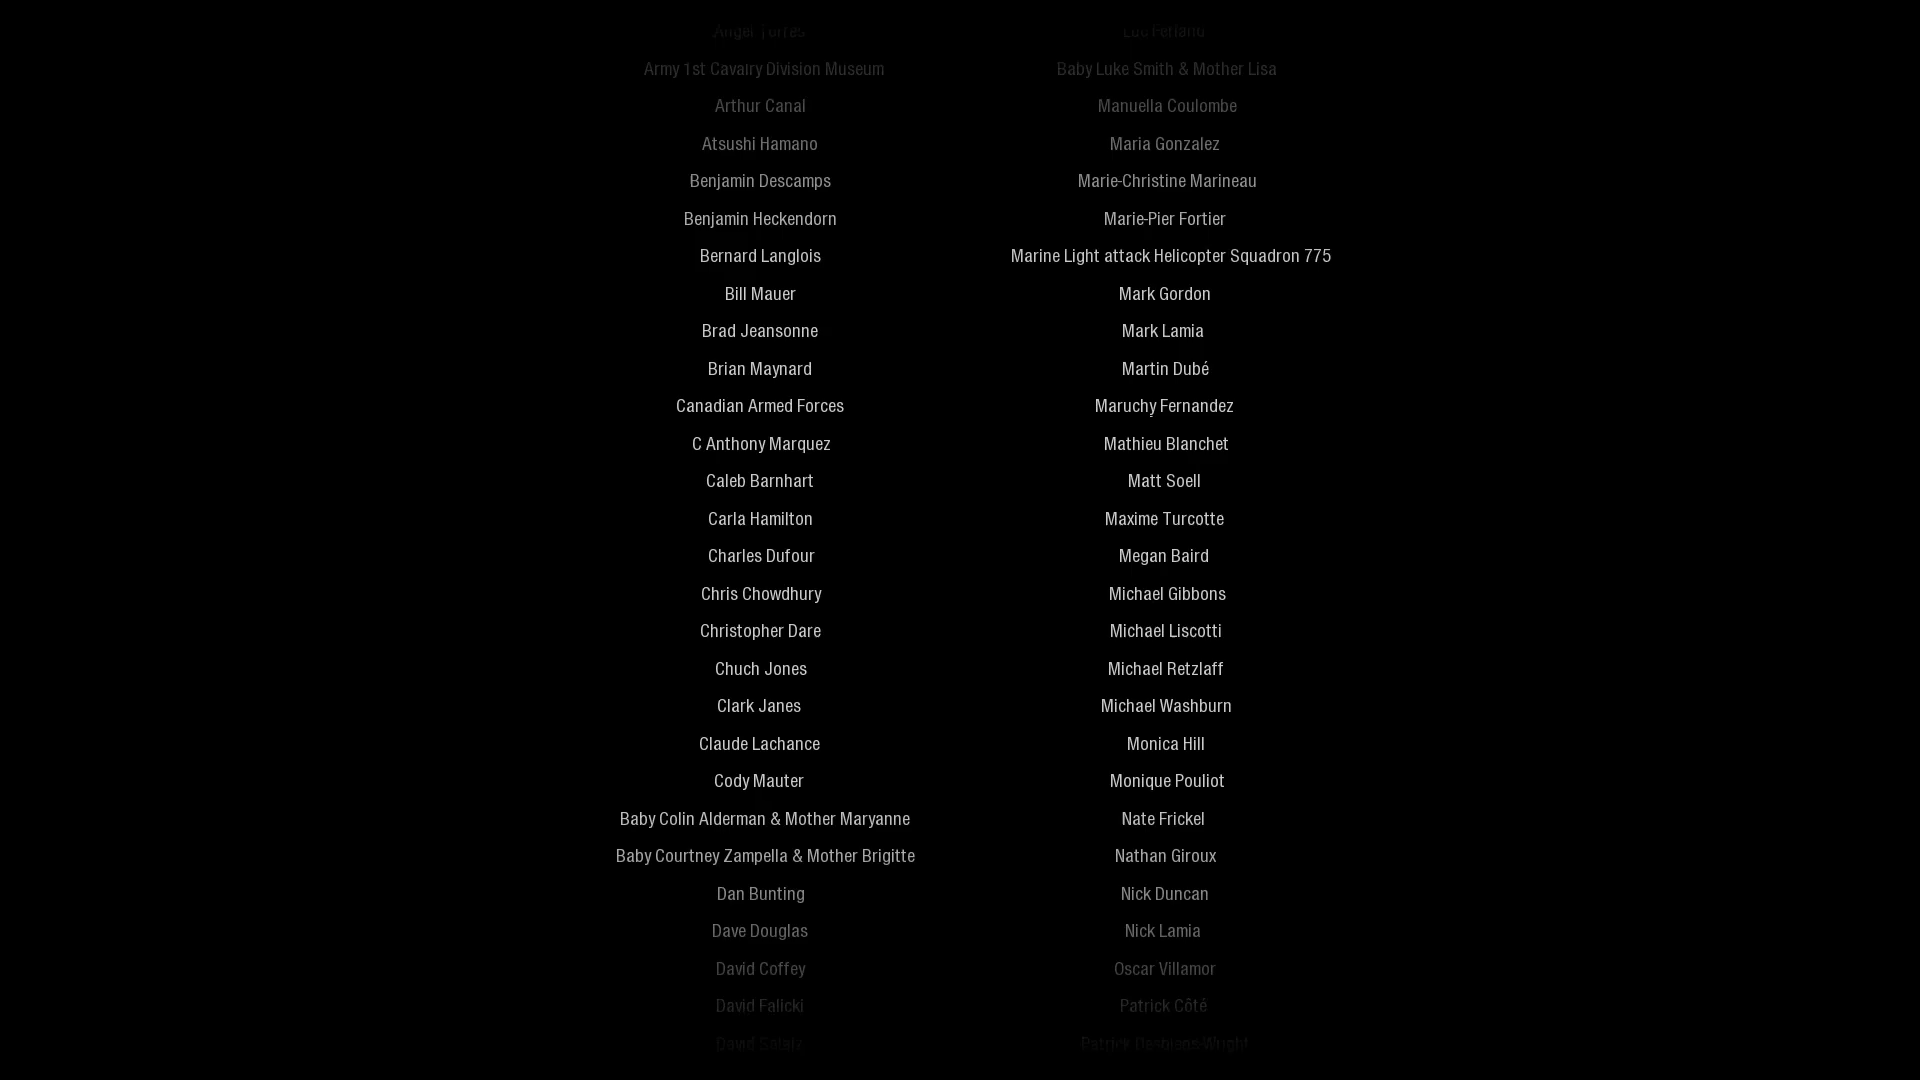 Angel Torres
Army 1st Cavalry Division Museum
Arthur Canal
Atsushi Hamano
Benjamin Descamps
Benjamin Heckendorn
Bernard Langlois
Bill Mauer
Brad Jeansonne
Brian Maynard
Canadian Armed Forces
C Anthony Marquez
Caleb Barnhart
Carla Hamilton
Charles Dufour
Chris Chowdhury
Christopher Dare
Chuch Jones
Clark Janes
Claude Lachance
Cody Mauter
Baby Colin Alderman & Mother Maryanne
Baby Courtney Zampella & Mother Brigitte
Dan Bunting
Dave Douglas
David Coffey
David Falicki
David
Luc Ferland
Baby Luke Smith & Mother Lisa
Manuella Coulombe
Maria Gonzalez
Marie-Christine Marineau
Marie-Pier Fortier
Marine Light attack Helicopter Squadron 775
Mark Gordon
Mark Lamia
Martin Dubé
Maruchy Fernandez
Mathieu Blanchet
Matt Soell
Maxime Turcotte
Megan Baird
Michael Gibbons
Michael Liscotti
Michael Retzlaff
Michael Washburn
Monica Hill
Monique Pouliot
Nate Frickel
Nathan Giroux
Nick Duncan
Nick Lamia
Oscar Villamor
Patrick Côté
Patrick